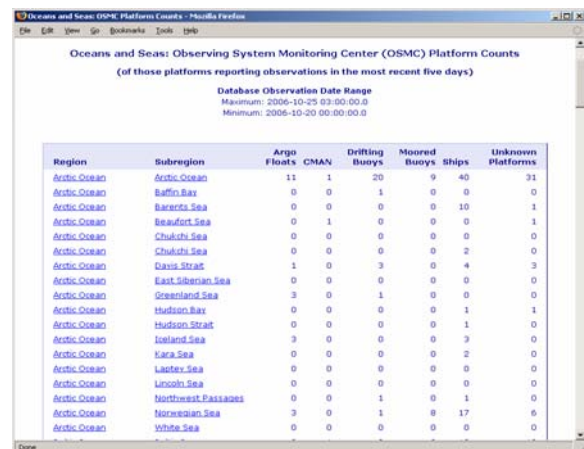 Oceans and Seas: OSMC Platform Counts - Mozilla Firefox
File Edit View Go Bookmarks Tools Help
Oceans and Seas: Observing System Monitoring Center (OSMC) Platform Counts
(of those platforms reporting observations in the most recent five days)
Database Observation Date Range
Maximum: 2006-10-25 03:00:00.0
Minimum: 2006-10-20 00:00:00.0
Region Subregion Argo Floats CMAN Drifting Buoys Moored Buoys Ships Unknown Platforms
Arctic Ocean Arctic Ocean 11 1 20 9 40 31
Arctic Ocean Baffin Bay 0 0 1 0 0 0
Arctic Ocean Barents Sea 0 0 0 0 10 1
Arctic Ocean Beaufort Sea 0 1 0 0 0 1
Arctic Ocean Chukchi Sea 0 0 0 0 0 0
Arctic Ocean Chukchi Sea 0 0 0 0 2 0
Arctic Ocean Davis Strait 1 0 3 0 4 3
Arctic Ocean East Siberian Sea 0 0 0 0 0 0
Arctic Ocean Greenland Sea 3 0 1 0 0 0
Arctic Ocean Hudson Bay 0 0 0 0 1 1
Arctic Ocean Hudson Strait 0 0 0 0 1 0
Arctic Ocean Iceland Sea 3 0 0 0 3 0
Arctic Ocean Kara Sea 0 0 0 0 2 0
Arctic Ocean Laptev Sea 0 0 0 0 0 0
Arctic Ocean Lincoln Sea 0 0 0 0 0 0
Arctic Ocean Northwest Passages 0 0 1 0 1 0
Arctic Ocean Norwegian Sea 3 0 1 8 17 6
Arctic Ocean White Sea 0 0 0 0 0 0
Done